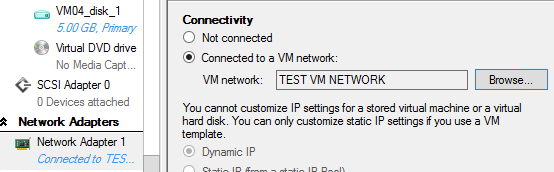 VM04_disk_1
5.00 GB, Primary
Virtual DVD drive
No Media Capt...
SCSI Adapter 0
0 Devices attached
Network Adapters
Network Adapter 1
Connected to TES...
Connectivity
Not connected
Connected to a VM network:
VM network: TEST VM NETWORK Browse...
You cannot customize IP settings for a stored virtual machine or a virtual
hard disk. You can only customize static IP settings if you use a VM
template.
Dynamic IP
Static IP (from a static IP Pool)